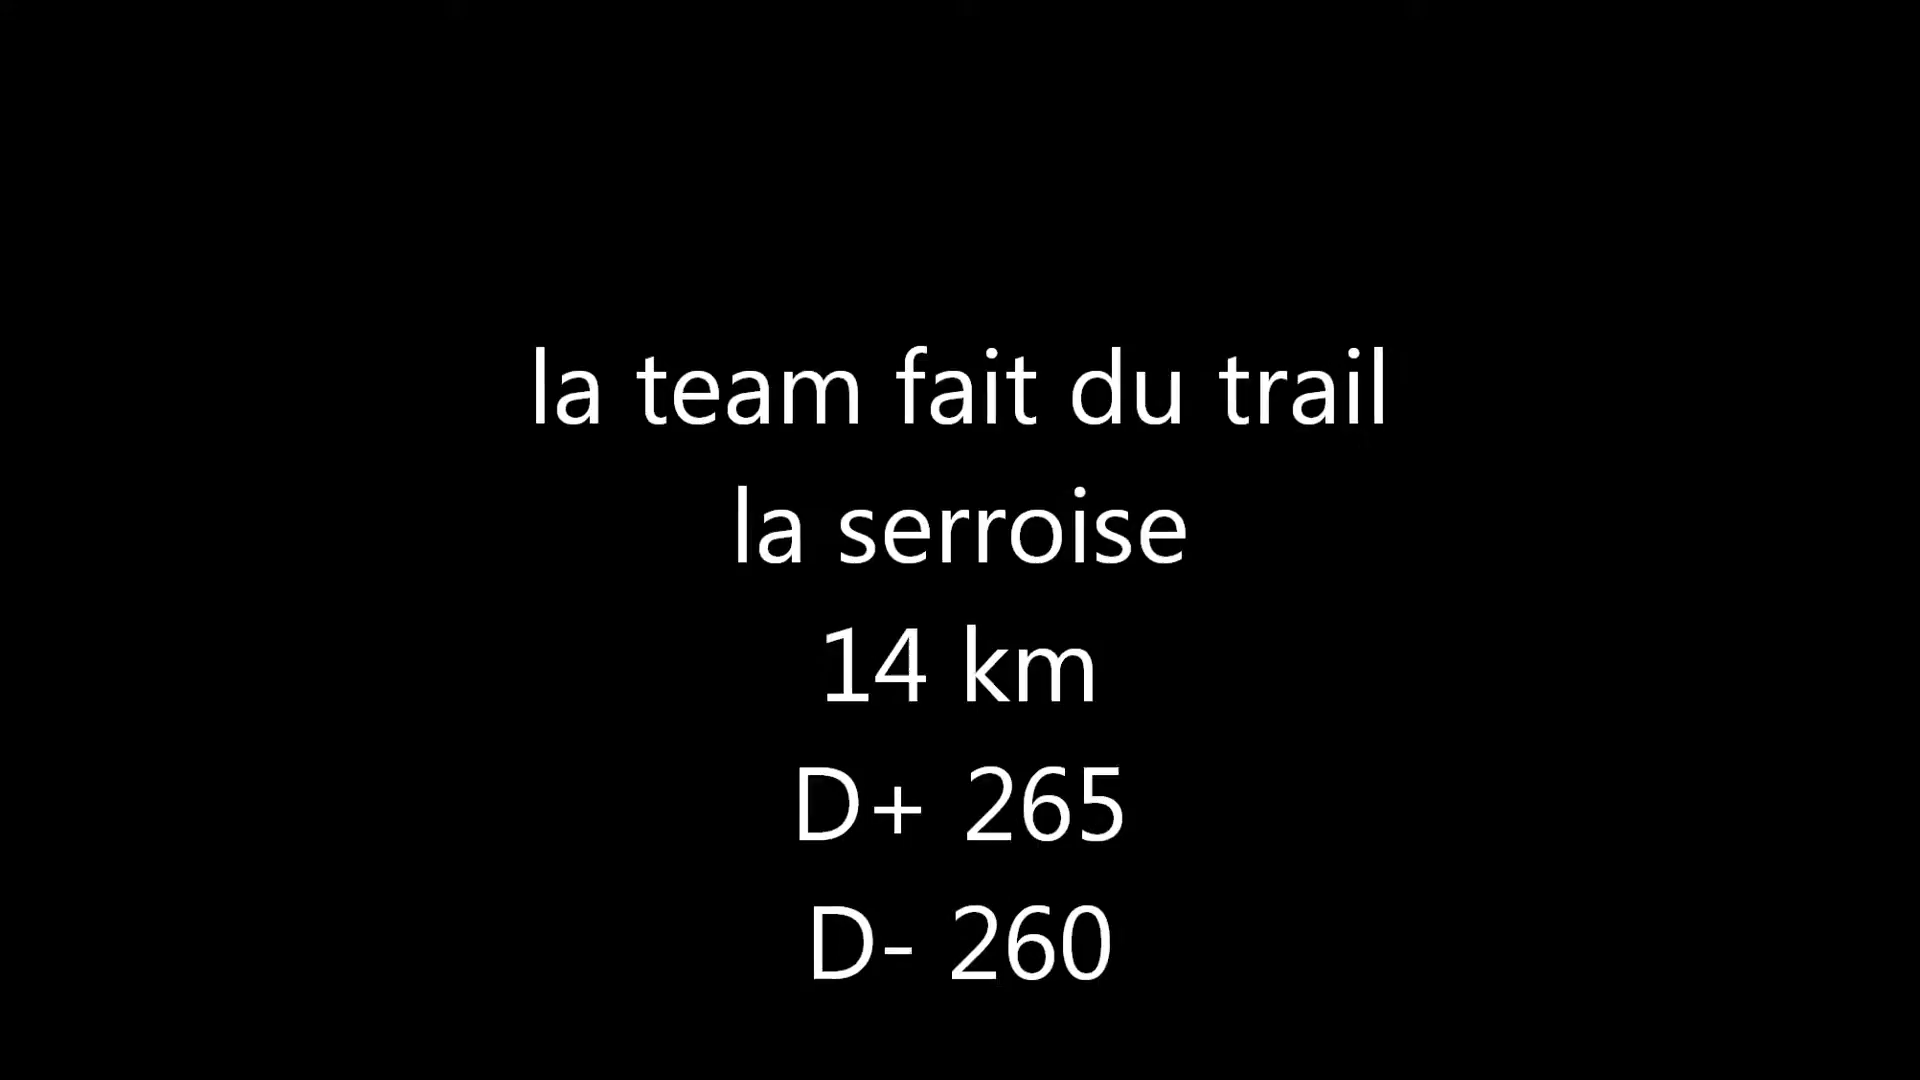 la team fait du trail
la serroise
14 km
D+ 265
D- 260